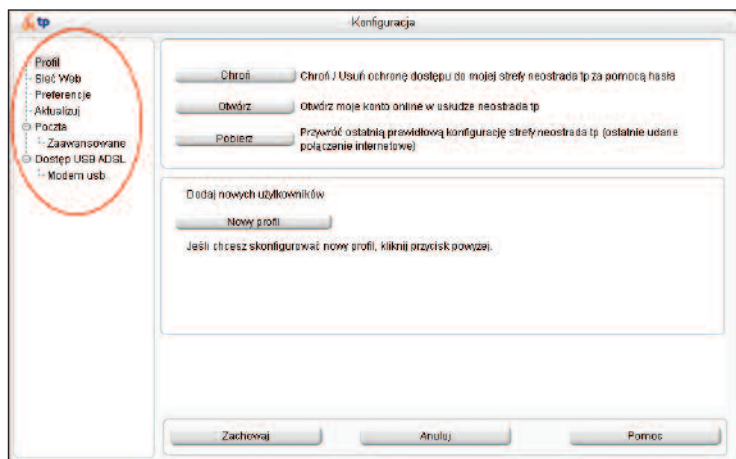 tp
Konfiguracja
Profil
Sieć Web
Preferencje
Aktualizuj
Poczta
Zaawansowane
Dostęp USB ADSL
Modem usb
Chroń
Chroń / Usuń ochronę dostępu do mojej strefy neostrada tp za pomocą hasła
Otwórz
Otwórz moje konto online w usłudze neostrada tp
Pobierz
Przywróć ostatnią prawidłową konfigurację strefy neostrada tp (ostatnie udane
połączenie internetowe)
Dodaj nowych użytkowników
Nowy profil
Jeśli chcesz skonfigurować nowy profil, kliknij przycisk powyżej.
Zachowaj
Anuluj
Pomoc